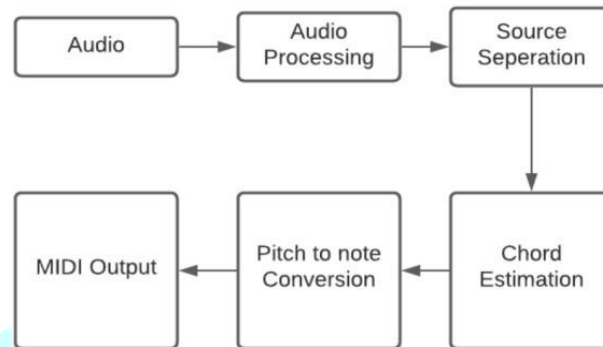 Audio
Audio
Processing
Source
Seperation
Chord
Estimation
Pitch to note
Conversion
MIDI Output